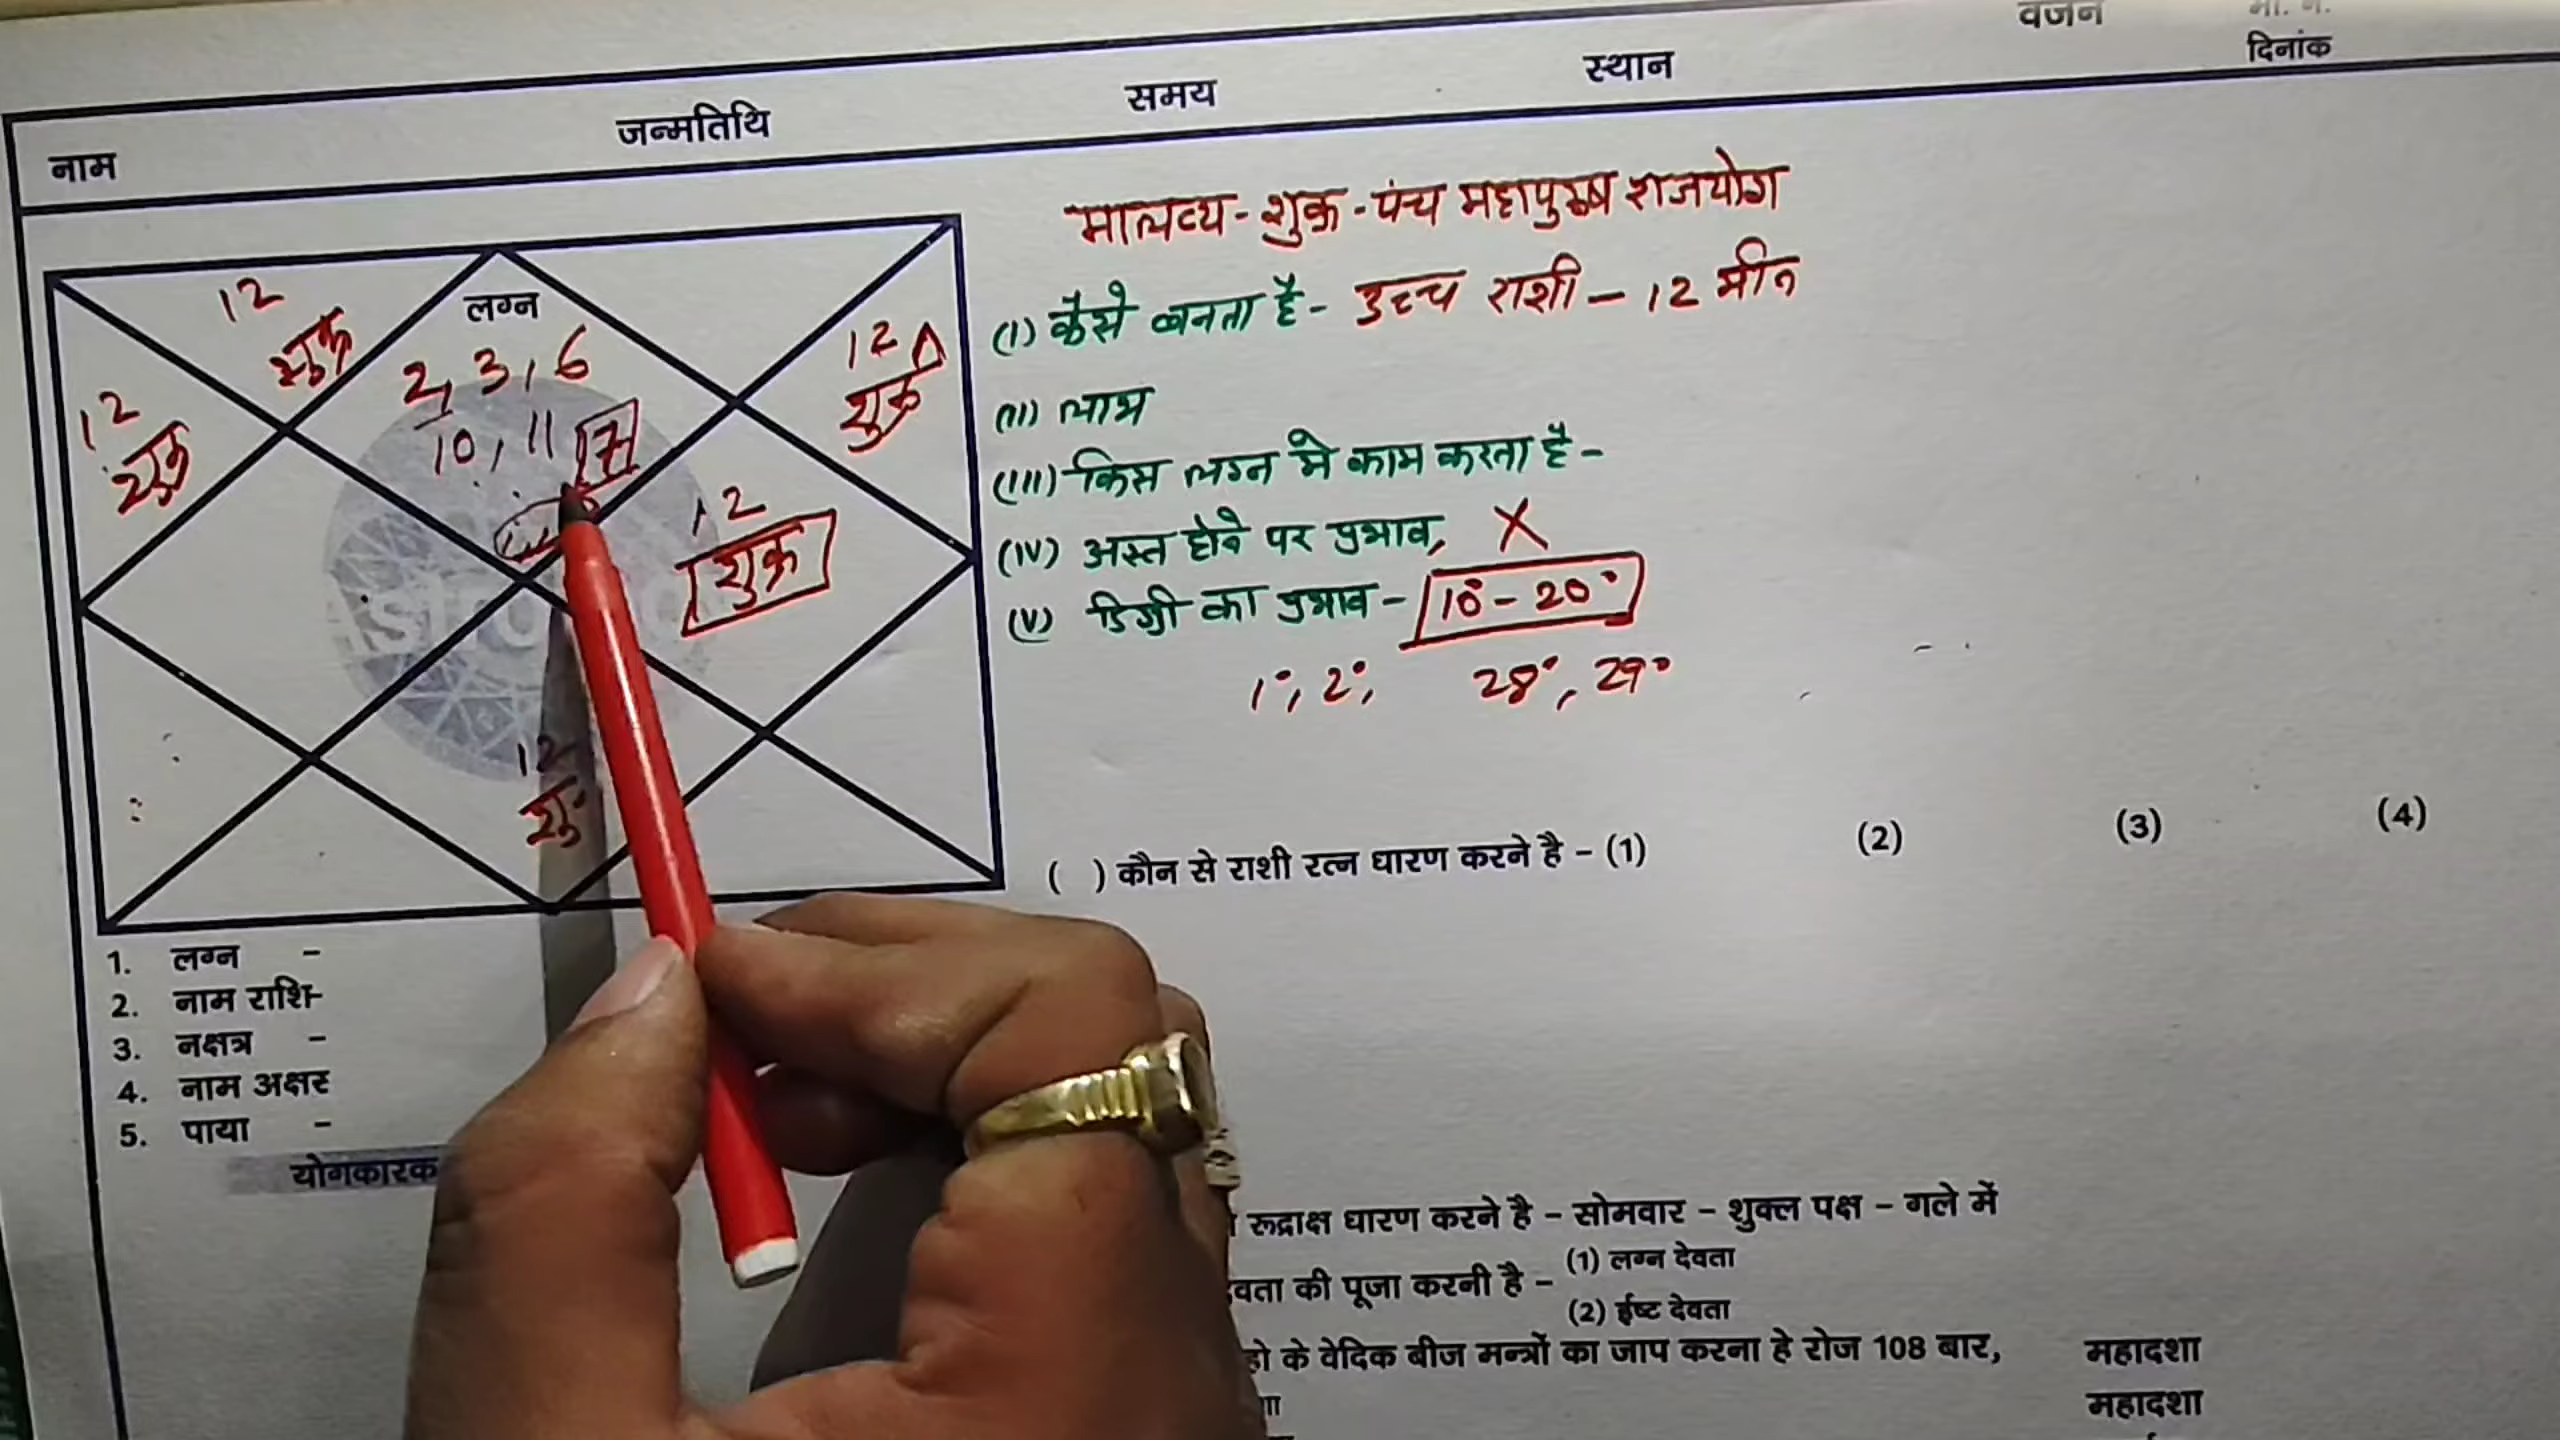 वजन
दिनांक
नाम जन्मतिथि समय स्थान
मालव्य - शुक्र - पंच महापुरुष राजयोग
(I) कैसे बनता है - उच्च राशी - 12 मीन
(II) लाभ
(III) किस लग्न मे काम करता है -
(IV) अस्त होने पर प्रभाव, X
(V) डिग्री का प्रभाव - 10° - 20°
1°, 2°, 28°, 29°
लग्न
2, 3, 6
10, 11 7
12
शुक्र
12
शुक्र
12
शुक्र
12
शुक्र
12
शु
( ) कौन से राशी रत्न धारण करने है - (1) (2) (3) (4)
1. लग्न -
2. नाम राशि-
3. नक्षत्र -
4. नाम अक्षर
5. पाया -
योगकारक
रूद्राक्ष धारण करने है - सोमवार - शुक्ल पक्ष - गले में
की पूजा करनी है - (1) लग्न देवता
(2) ईष्ट देवता
के वेदिक बीज मन्त्रों का जाप करना हे रोज 108 बार, महादशा
महादशा